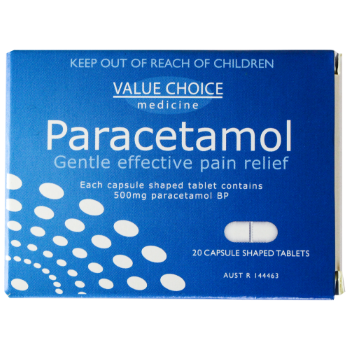 KEEP OUT OF REACH OF CHILDREN
VALUE CHOICE
medicine
Paracetamol
Gentle effective pain relief
Each capsule shaped tablet contains
500mg paracetamol BP
20 CAPSULE SHAPED TABLETS
AUST R 144463